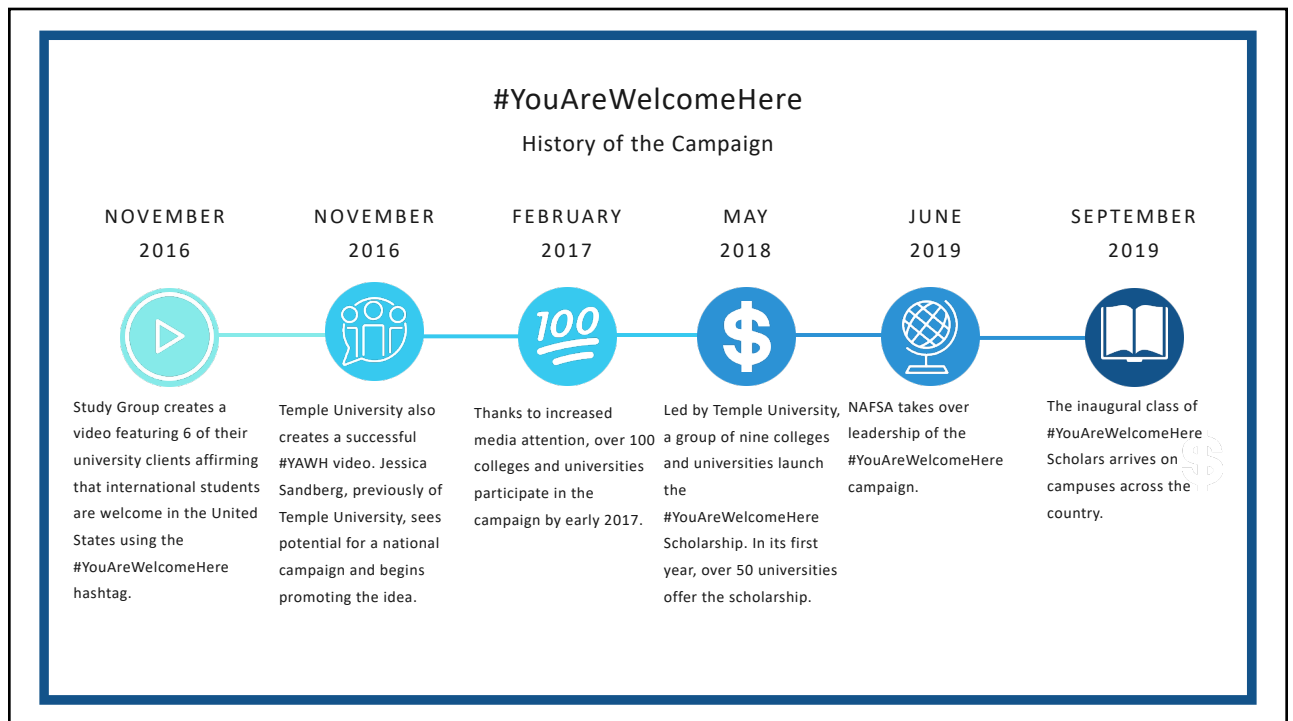 #YouAreWelcomeHere
History of the Campaign
NOVEMBER
2016
Study Group creates a
video featuring 6 of their
university clients affirming
that international students
are welcome in the United
States using the
#YouAreWelcomeHere
hashtag.
NOVEMBER
2016
Temple University also
creates a successful
#YAWH video. Jessica
Sandberg, previously of
Temple University, sees
potential for a national
campaign and begins
promoting the idea.
FEBRUARY
2017
100
Thanks to increased
media attention, over 100
colleges and universities
participate in the
campaign by early 2017.
MAY
2018
$
Led by Temple University,
a group of nine colleges
and universities launch
the
#YouAreWelcomeHere
Scholarship. In its first
year, over 50 universities
offer the scholarship.
JUNE
2019
NAFSA takes over
leadership of the
#YouAreWelcomeHere
campaign.
SEPTEMBER
2019
The inaugural class of
#YouAreWelcomeHere
Scholars arrives on
campuses across the
country.
$